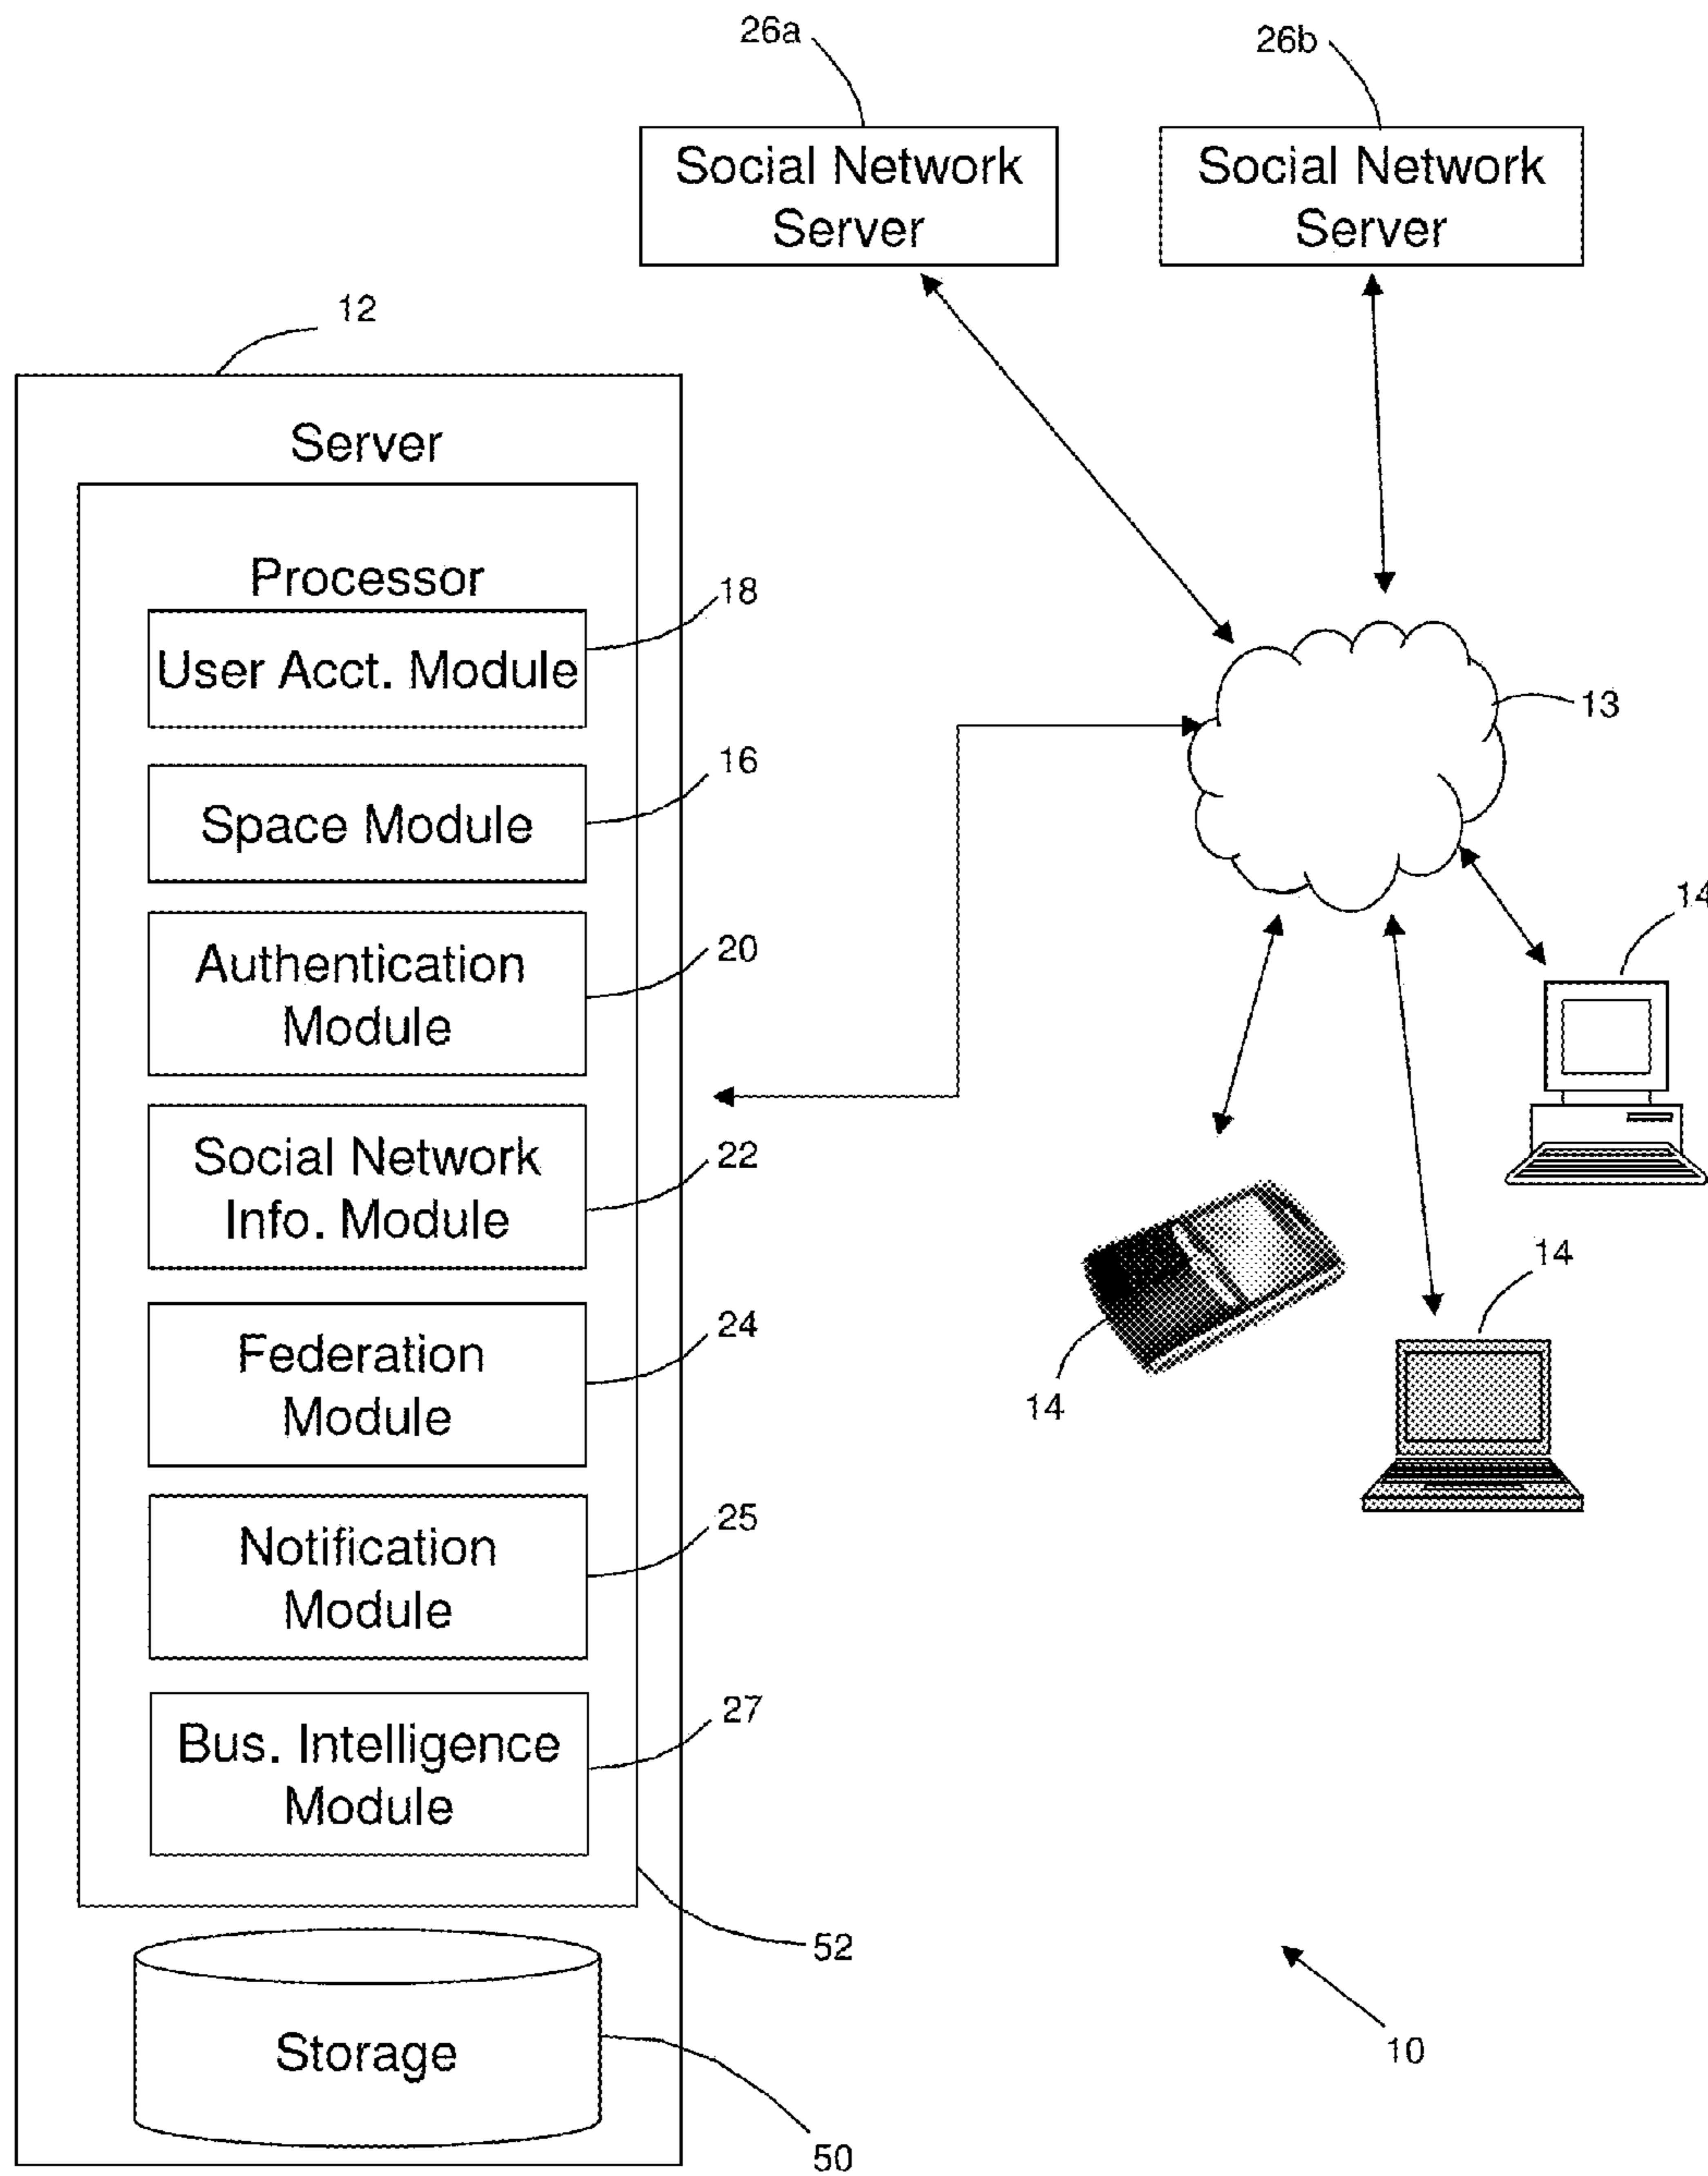 26a
26b
Social Network
Server
Social Network
Server
12
Server
Processor
18
User Acct. Module
13
16
Space Module
14
20
Authentication
Module
22
Social Network
Info. Module
14
24
Federation
Module
14
25
Notification
Module
27
Bus. Intelligence
Module
52
Storage
10
50